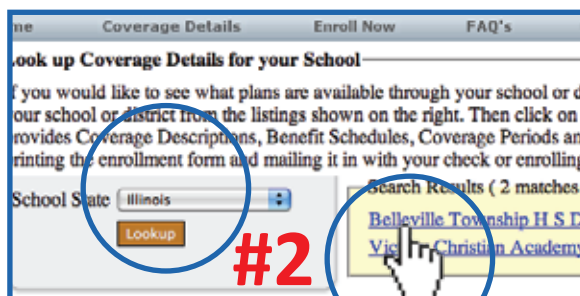 me Coverage Details Enroll Now FAQ's
Look up Coverage Details for your School
f you would like to see what plans are available through your school or d
your school or district from the listings shown on the right. Then click on
provides Coverage Descriptions, Benefit Schedules, Coverage Periods an
rinting the enrollment form and mailing it in with your check or enrolling
School State Illinois
Search Results ( 2 matches
Lookup
Belleville Township H S D
Christian Academy
#2